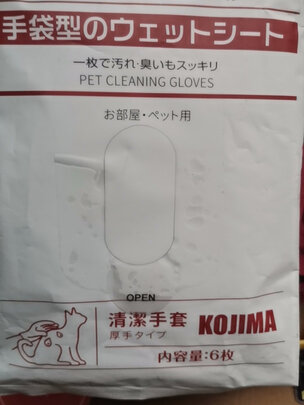 手袋型のウェットシート
一枚で汚れ·臭いもスッキリ
PET CLEANING GLOVES
お部屋・ペット用
OPEN
清潔手套 KOJIMA
厚手タイプ
内容量:6枚